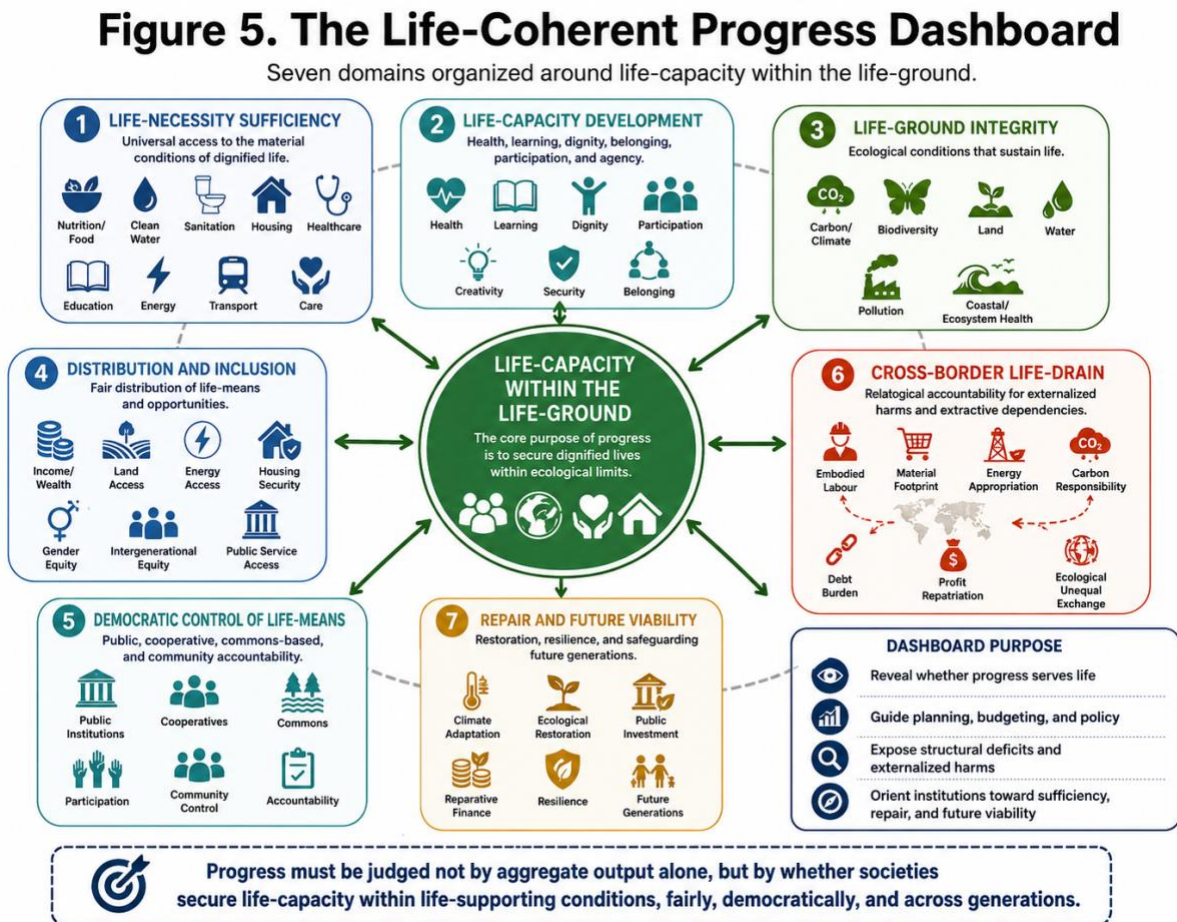 Figure 5. The Life-Coherent Progress Dashboard
Seven domains organized around life-capacity within the life-ground.
1 LIFE-NECESSITY SUFFICIENCY
Universal access to the material
conditions of dignified life.
Nutrition/
Food
Clean
Water
Sanitation
Housing
Healthcare
Education
Energy
Transport
Care
2 LIFE-CAPACITY DEVELOPMENT
Health, learning, dignity, belonging,
participation, and agency.
Health
Learning
Dignity
Participation
Creativity
Security
Belonging
3 LIFE-GROUND INTEGRITY
Ecological conditions that sustain life.
CO₂
Carbon/
Climate
Biodiversity
Land
Water
Pollution
Coastal/
Ecosystem Health
4 DISTRIBUTION AND INCLUSION
Fair distribution of life-means
and opportunities.
Income/
Wealth
Land
Access
Energy
Access
Housing
Security
Gender
Equity
Intergenerational
Equity
Public Service
Access
LIFE-CAPACITY
WITHIN THE
LIFE-GROUND
The core purpose of progress
is to secure dignified lives
within ecological limits.
6 CROSS-BORDER LIFE-DRAIN
Relatological accountability for externalized
harms and extractive dependencies.
Embodied
Labour
Material
Footprint
Energy
Appropriation
CO₂
Carbon
Responsibility
Debt
Burden
$
Profit
Repatriation
Ecological
Unequal
Exchange
5 DEMOCRATIC CONTROL OF LIFE-MEANS
Public, cooperative, commons-based,
and community accountability.
Public
Institutions
Cooperatives
Commons
Participation
Community
Control
Accountability
7 REPAIR AND FUTURE VIABILITY
Restoration, resilience, and safeguarding
future generations.
Climate
Adaptation
Ecological
Restoration
Public
Investment
Reparative
Finance
Resilience
Future
Generations
DASHBOARD PURPOSE
Reveal whether progress serves life
Guide planning, budgeting, and policy
Expose structural deficits and
externalized harms
Orient institutions toward sufficiency,
repair, and future viability
Progress must be judged not by aggregate output alone, but by whether societies
secure life-capacity within life-supporting conditions, fairly, democratically, and across generations.